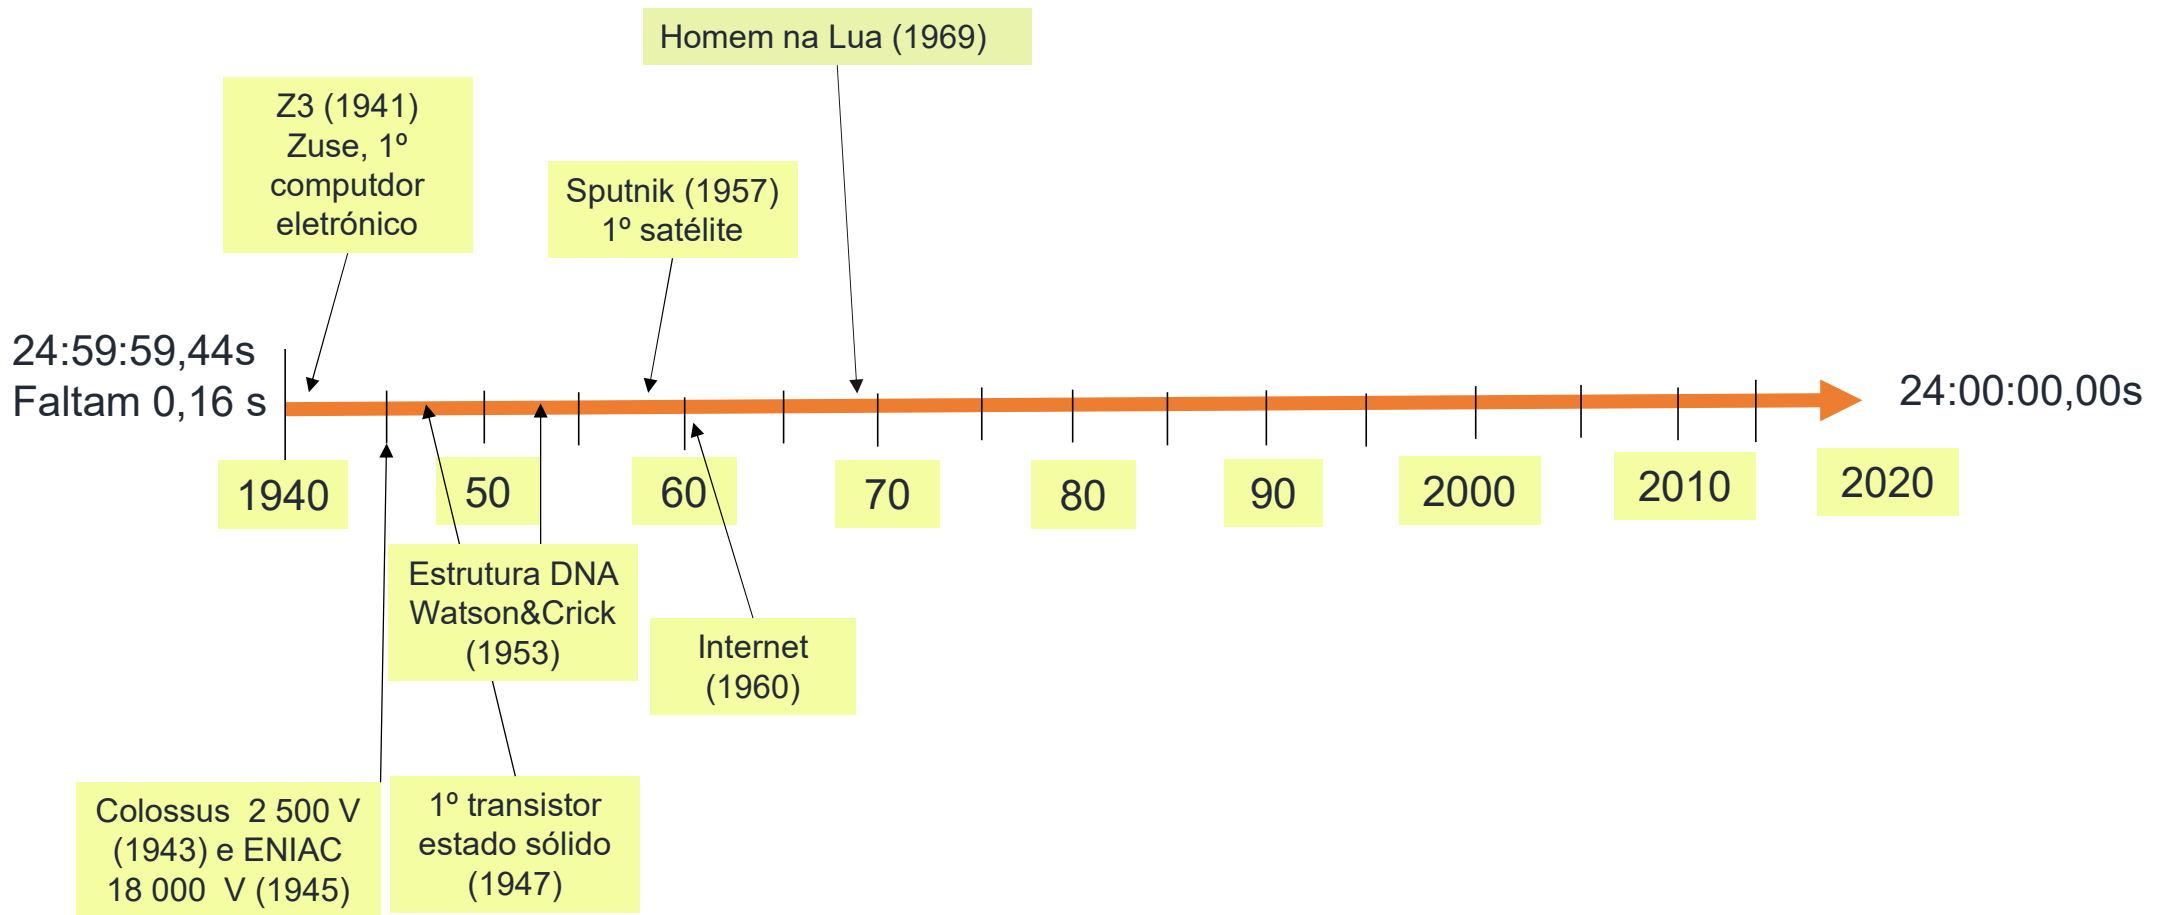 Homem na Lua (1969)
Z3 (1941)
Zuse, 1º
computdor
eletrónico
Sputnik (1957)
1º satélite
24:59:59,44s
Faltam 0,16 s
24:00:00,00s
1940
50
60
70
80
90
2000
2010
2020
Estrutura DNA
Watson&Crick
(1953)
Internet
(1960)
Colossus  2 500 V
(1943) e ENIAC
18 000  V (1945)
1º transistor
estado sólido
(1947)